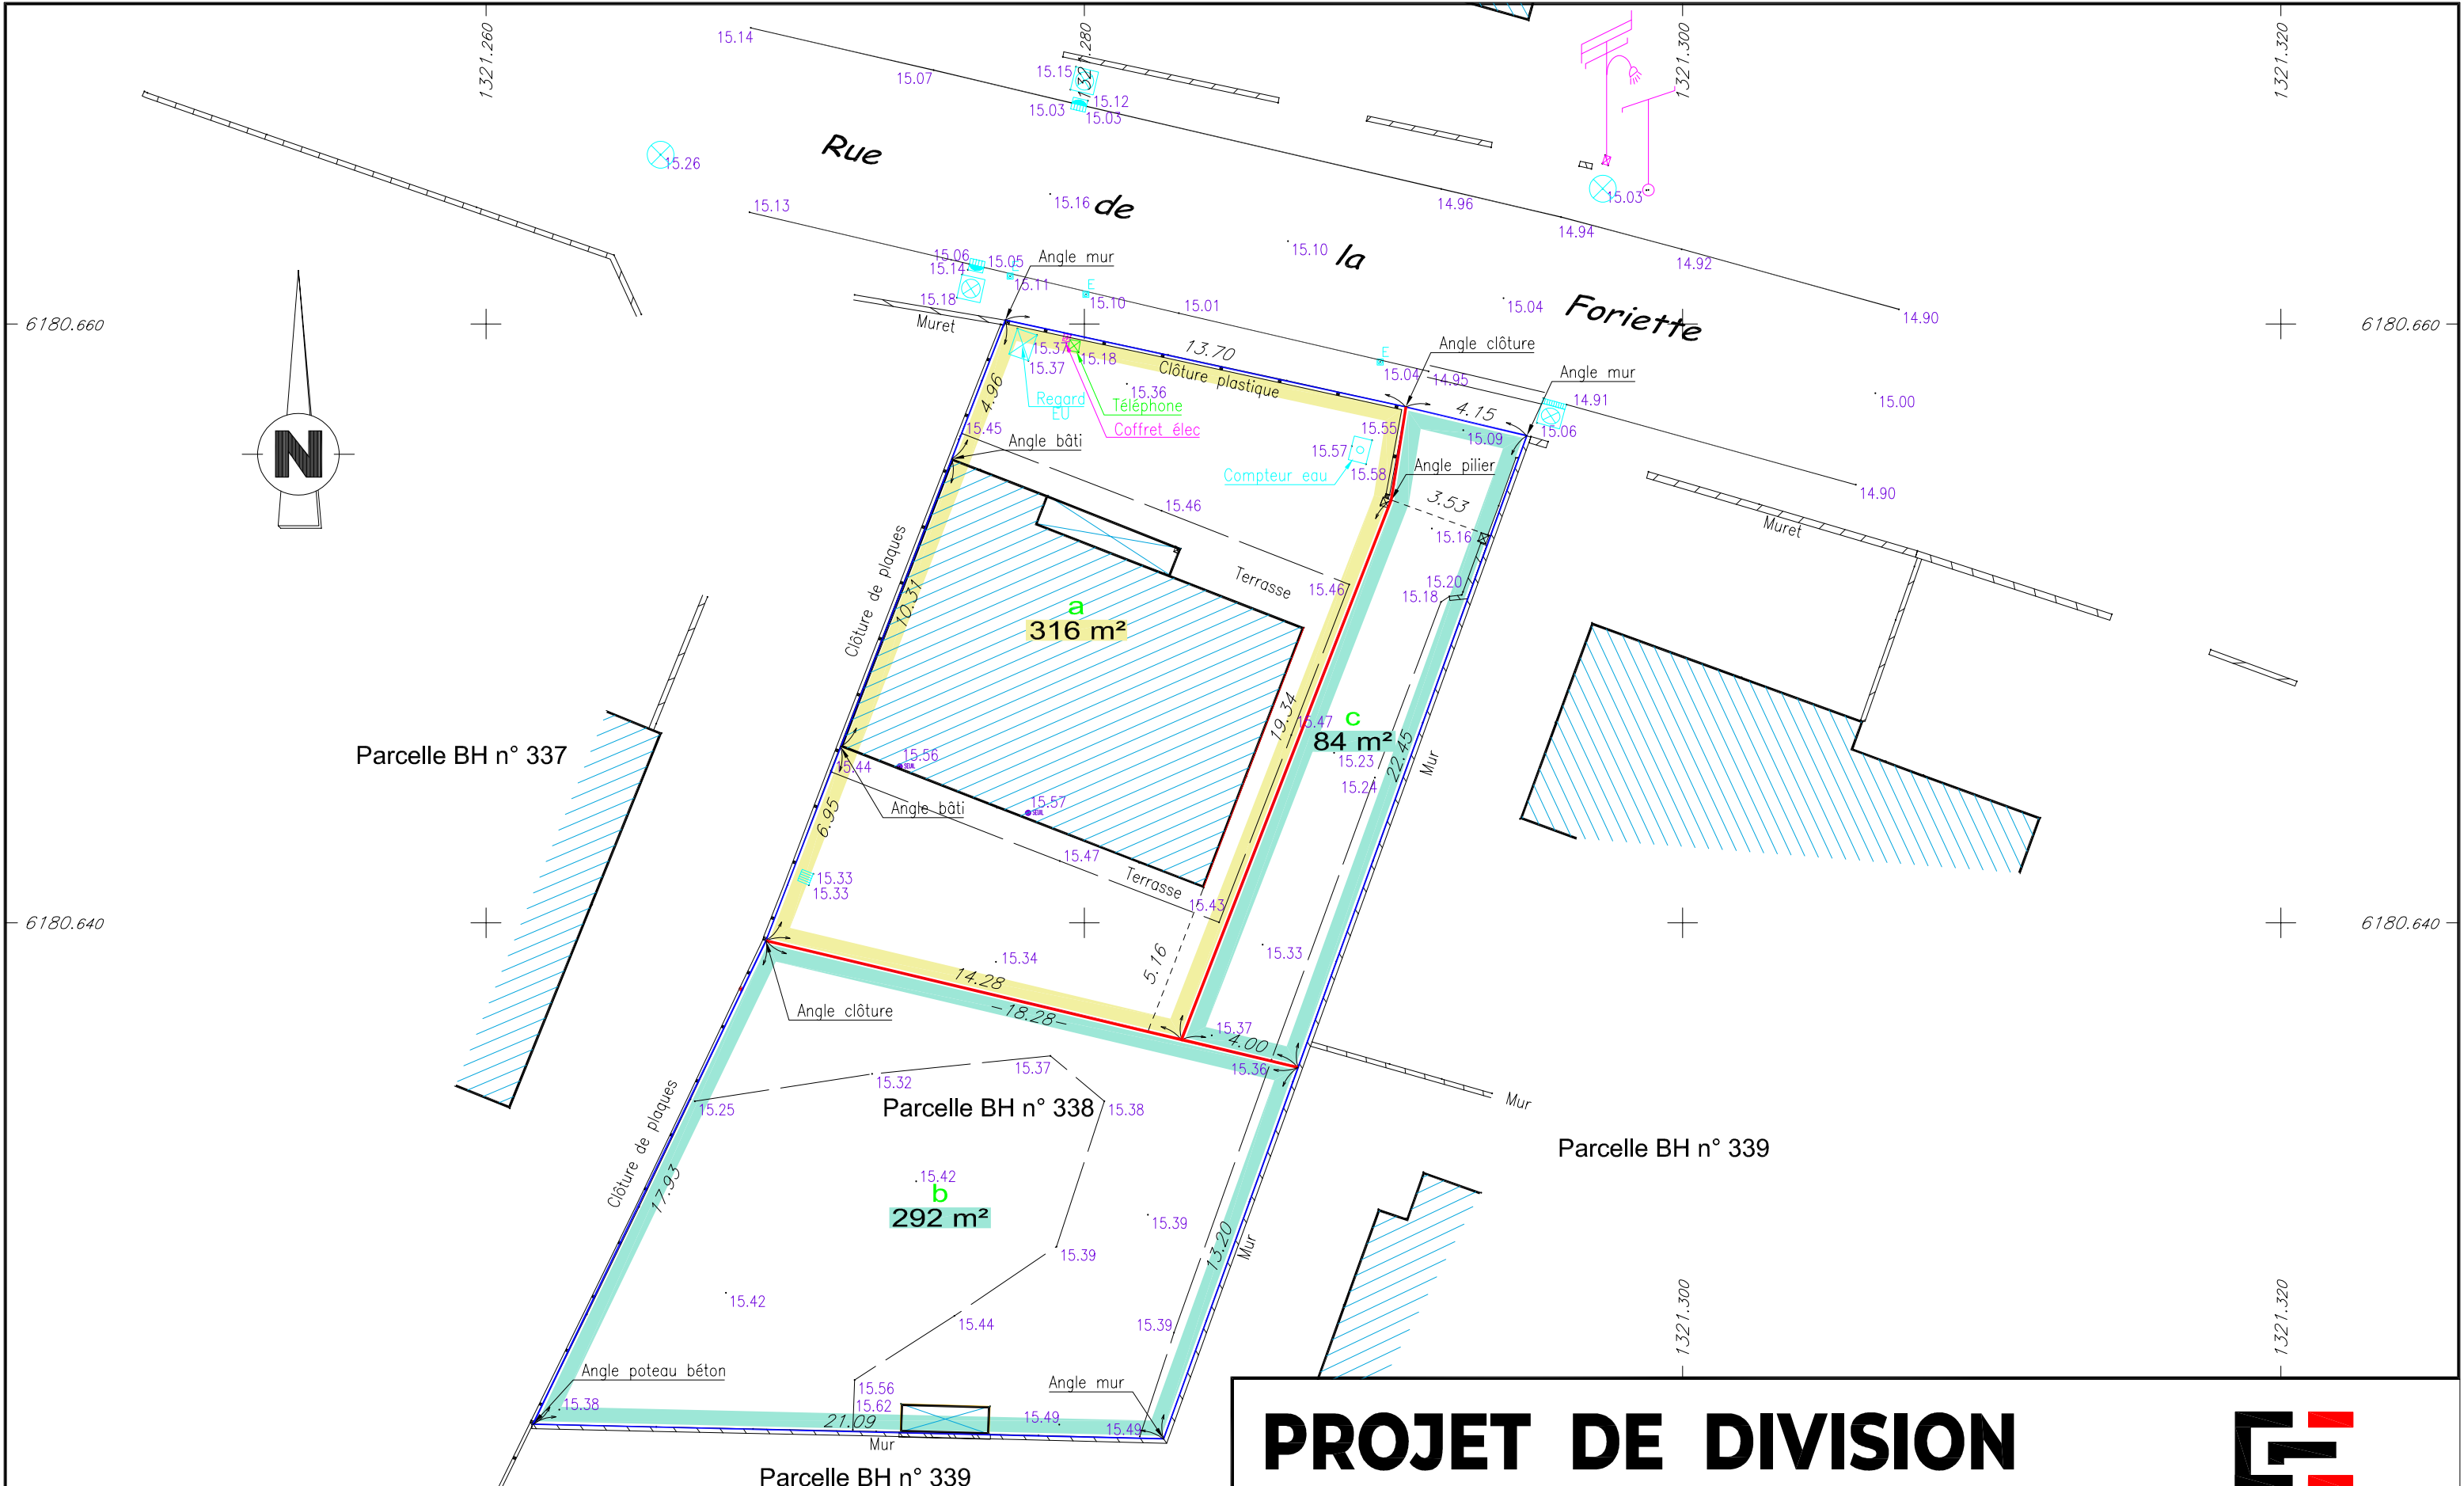 1321.260
1321.280
1321.300
1321.320
15.14
15.07
15.15
15.12
15.03
15.03
15.26
Rue
de
la
Foriette
15.16
15.13
15.10
15.03
14.96
14.94
14.92
15.04
14.90
6180.660
6180.660
15.06
15.05
15.14
15.11
15.18
E
E
E
15.10
15.01
Angle mur
Muret
13.70
Clôture plastique
15.37
15.37
15.18
15.36
Regard
EU
Téléphone
Coffret élec
4.96
15.45
Angle bâti
Angle clôture
15.04
14.95
Angle mur
14.91
15.00
4.15
15.06
15.09
15.55
15.57
15.58
Compteur eau
Angle pilier
14.90
3.53
15.16
Muret
15.46
Terrasse
15.46
15.20
15.18
N
Clôture de plaques
10.31
a
316 m²
19.34
15.47
c
84 m²
15.23
15.24
22.45
Mur
Parcelle BH n° 337
15.44
15.56
SEUIL
15.57
SEUIL
Angle bâti
6.95
15.47
Terrasse
15.33
15.33
15.43
6180.640
6180.640
15.34
5.16
15.33
14.28
-18.28-
Angle clôture
15.37
4.00
15.36
15.37
15.32
15.25
Parcelle BH n° 338
15.38
Mur
Parcelle BH n° 339
Clôture de plaques
17.93
15.42
b
292 m²
15.39
15.39
13.20
Mur
15.42
15.44
15.39
1321.300
1321.320
Angle poteau béton
15.38
15.56
15.62
21.09
Mur
15.49
Angle mur
15.49
Parcelle BH n° 339
PROJET DE DIVISION